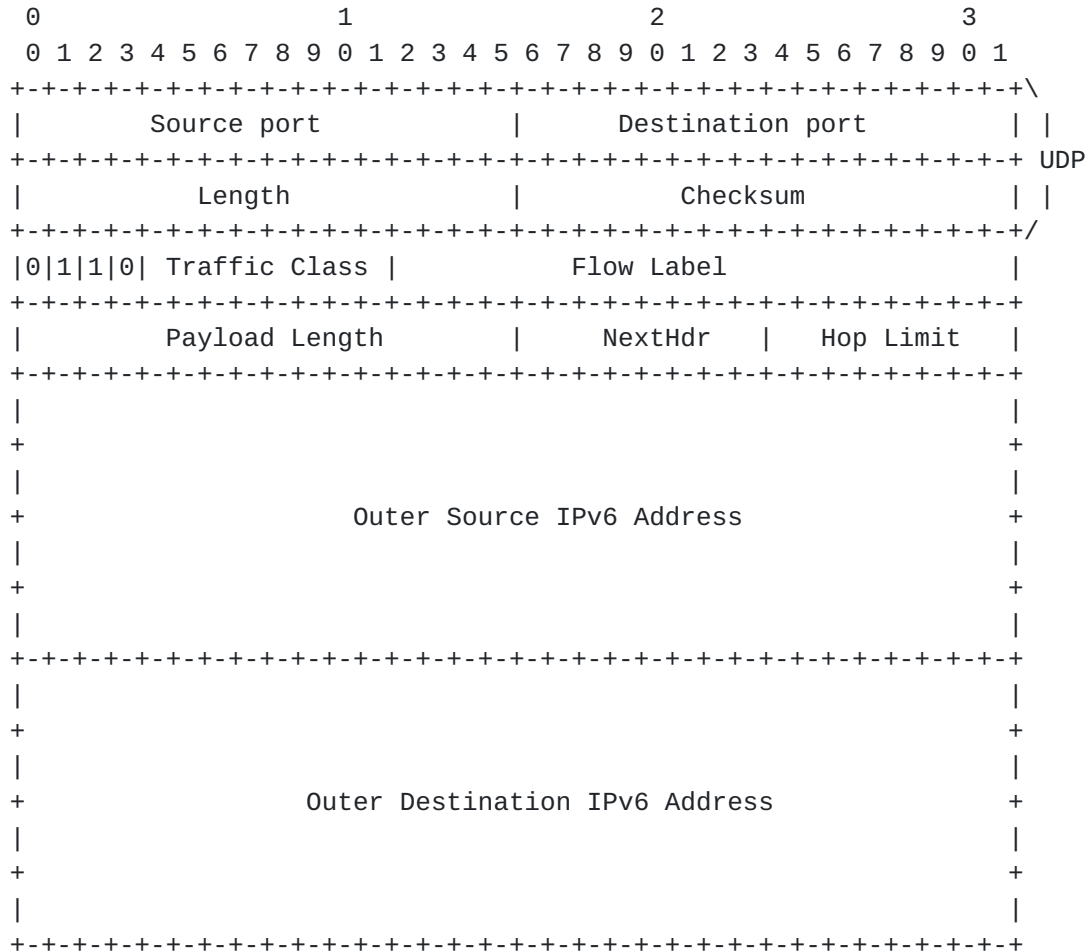 0                   1                   2                   3
 0 1 2 3 4 5 6 7 8 9 0 1 2 3 4 5 6 7 8 9 0 1 2 3 4 5 6 7 8 9 0 1
+-+-+-+-+-+-+-+-+-+-+-+-+-+-+-+-+-+-+-+-+-+-+-+-+-+-+-+-+-+-+-+-+\
|        Source port            |      Destination port         | |
+-+-+-+-+-+-+-+-+-+-+-+-+-+-+-+-+-+-+-+-+-+-+-+-+-+-+-+-+-+-+-+-+ UDP
|           Length              |          Checksum             | |
+-+-+-+-+-+-+-+-+-+-+-+-+-+-+-+-+-+-+-+-+-+-+-+-+-+-+-+-+-+-+-+-+/
|0|1|1|0| Traffic Class |           Flow Label                  |
+-+-+-+-+-+-+-+-+-+-+-+-+-+-+-+-+-+-+-+-+-+-+-+-+-+-+-+-+-+-+-+-+
|         Payload Length        |     NextHdr   |   Hop Limit   |
+-+-+-+-+-+-+-+-+-+-+-+-+-+-+-+-+-+-+-+-+-+-+-+-+-+-+-+-+-+-+-+-+
|                                                               |
+                                                               +
|                                                               |
+                     Outer Source IPv6 Address                 +
|                                                               |
+                                                               +
|                                                               |
+-+-+-+-+-+-+-+-+-+-+-+-+-+-+-+-+-+-+-+-+-+-+-+-+-+-+-+-+-+-+-+-+
|                                                               |
+                                                               +
|                                                               |
+                  Outer Destination IPv6 Address               +
|                                                               |
+                                                               +
|                                                               |
+-+-+-+-+-+-+-+-+-+-+-+-+-+-+-+-+-+-+-+-+-+-+-+-+-+-+-+-+-+-+-+-+